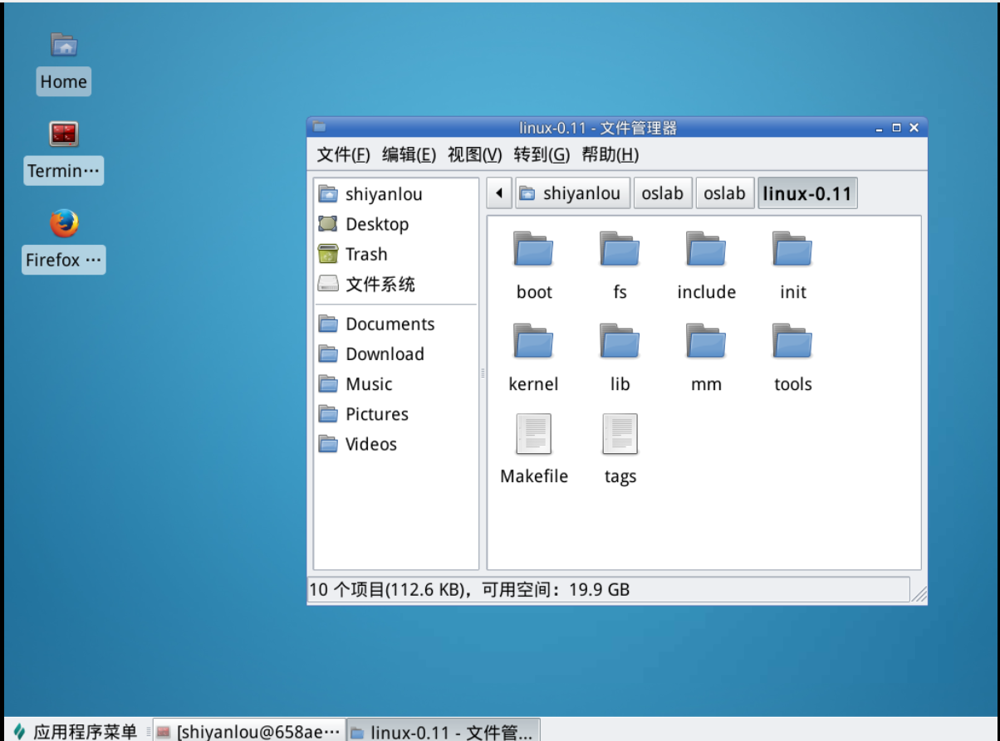 Home
Termin…
Firefox …
linux-0.11 - 文件管理器
文件(F) 编辑(E) 视图(V) 转到(G) 帮助(H)
shiyanlou
Desktop
Trash
文件系统
Documents
Download
Music
Pictures
Videos
shiyanlou oslab oslab linux-0.11
boot fs include init
kernel lib mm tools
Makefile tags
10 个项目(112.6 KB)，可用空间：19.9 GB
应用程序菜单 [shiyanlou@658ae… linux-0.11 - 文件管...